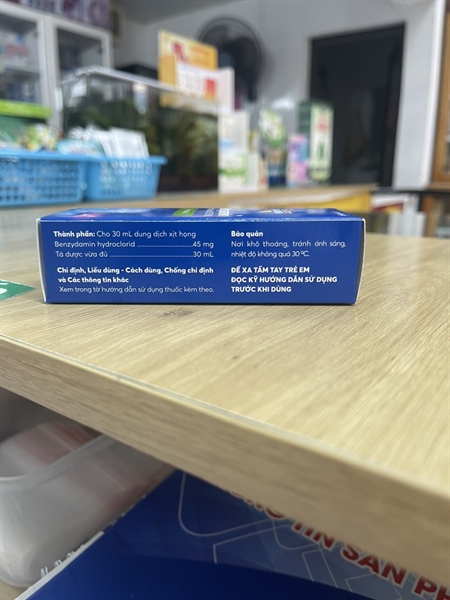 Thành phần: Cho 30 mL dung dịch xịt họng
Benzydamin hydroclorid ........................ 45 mg
Tá dược vừa đủ ........................ 30 mL
Chỉ định, Liều dùng - Cách dùng, Chống chỉ định
và Các thông tin khác
Xem trong tờ hướng dẫn sử dụng thuốc kèm theo.
Bảo quản
Nơi khô thoáng, tránh ánh sáng,
nhiệt độ không quá 30 ºC.
ĐỂ XA TẦM TAY TRẺ EM
ĐỌC KỸ HƯỚNG DẪN SỬ DỤNG
TRƯỚC KHI DÙNG
TIN SẢN PH